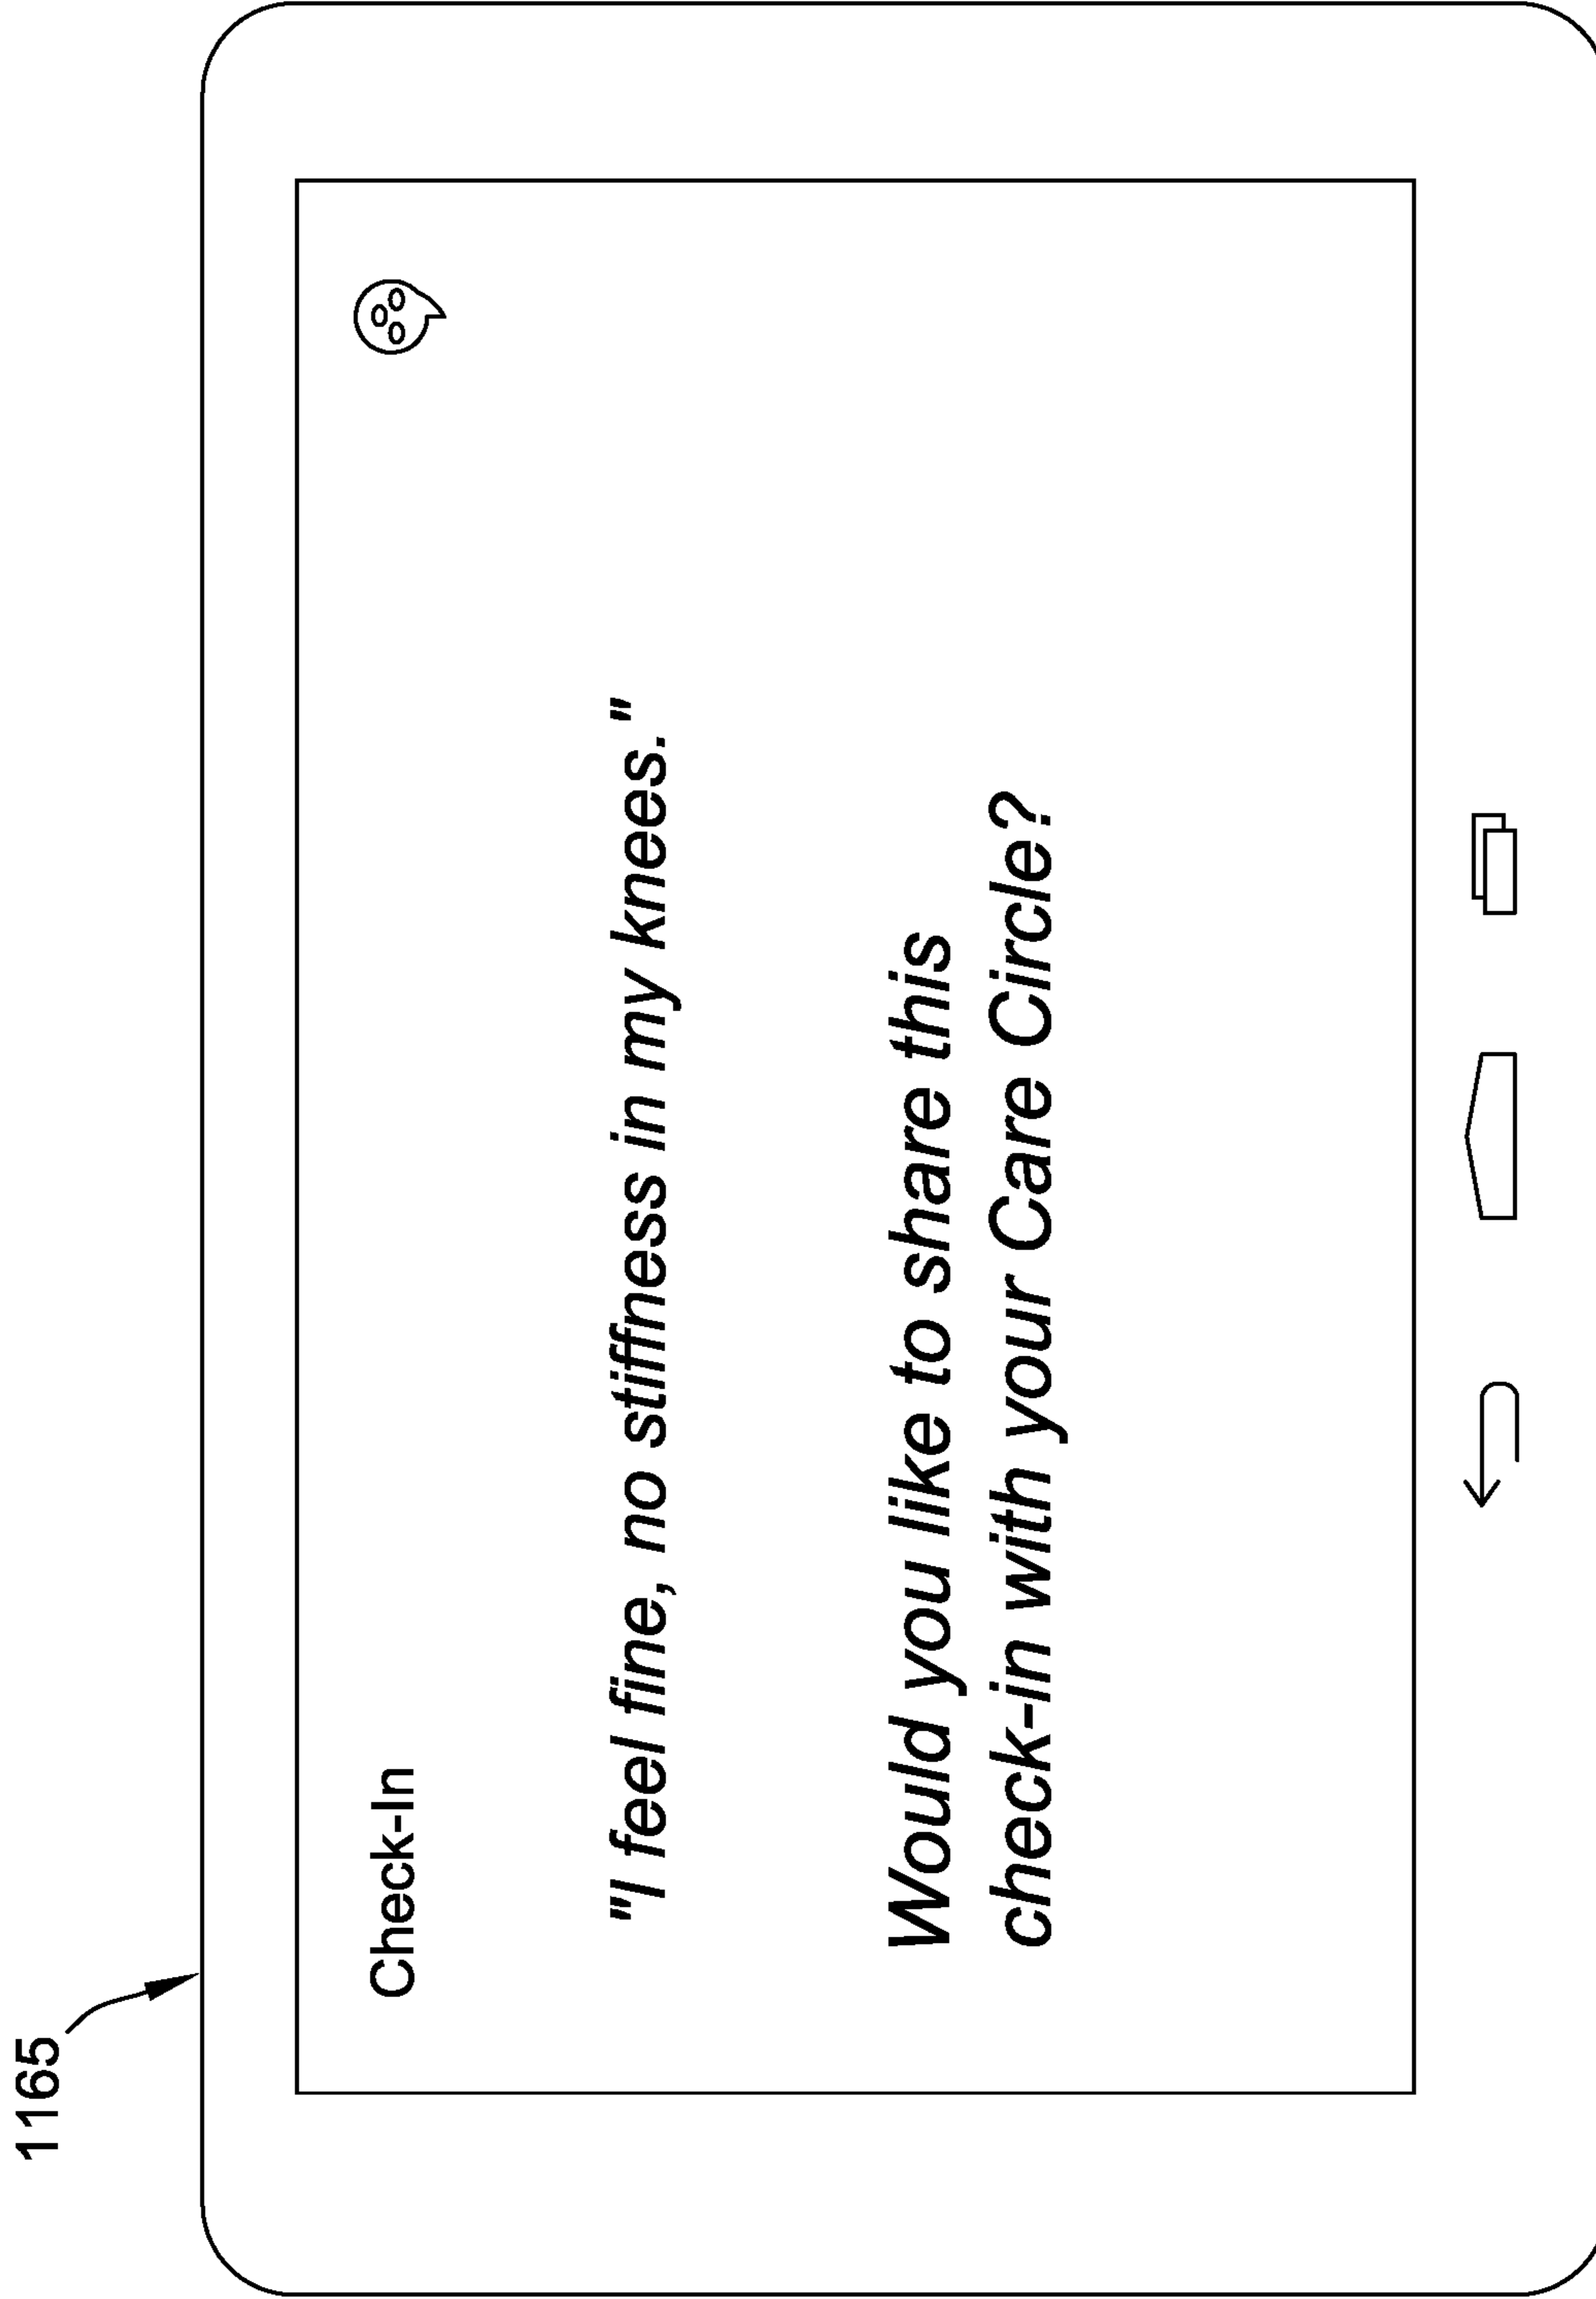 1165
Check-In
"I feel fine, no stiffness in my knees."
Would you like to share this
check-in with your Care Circle?